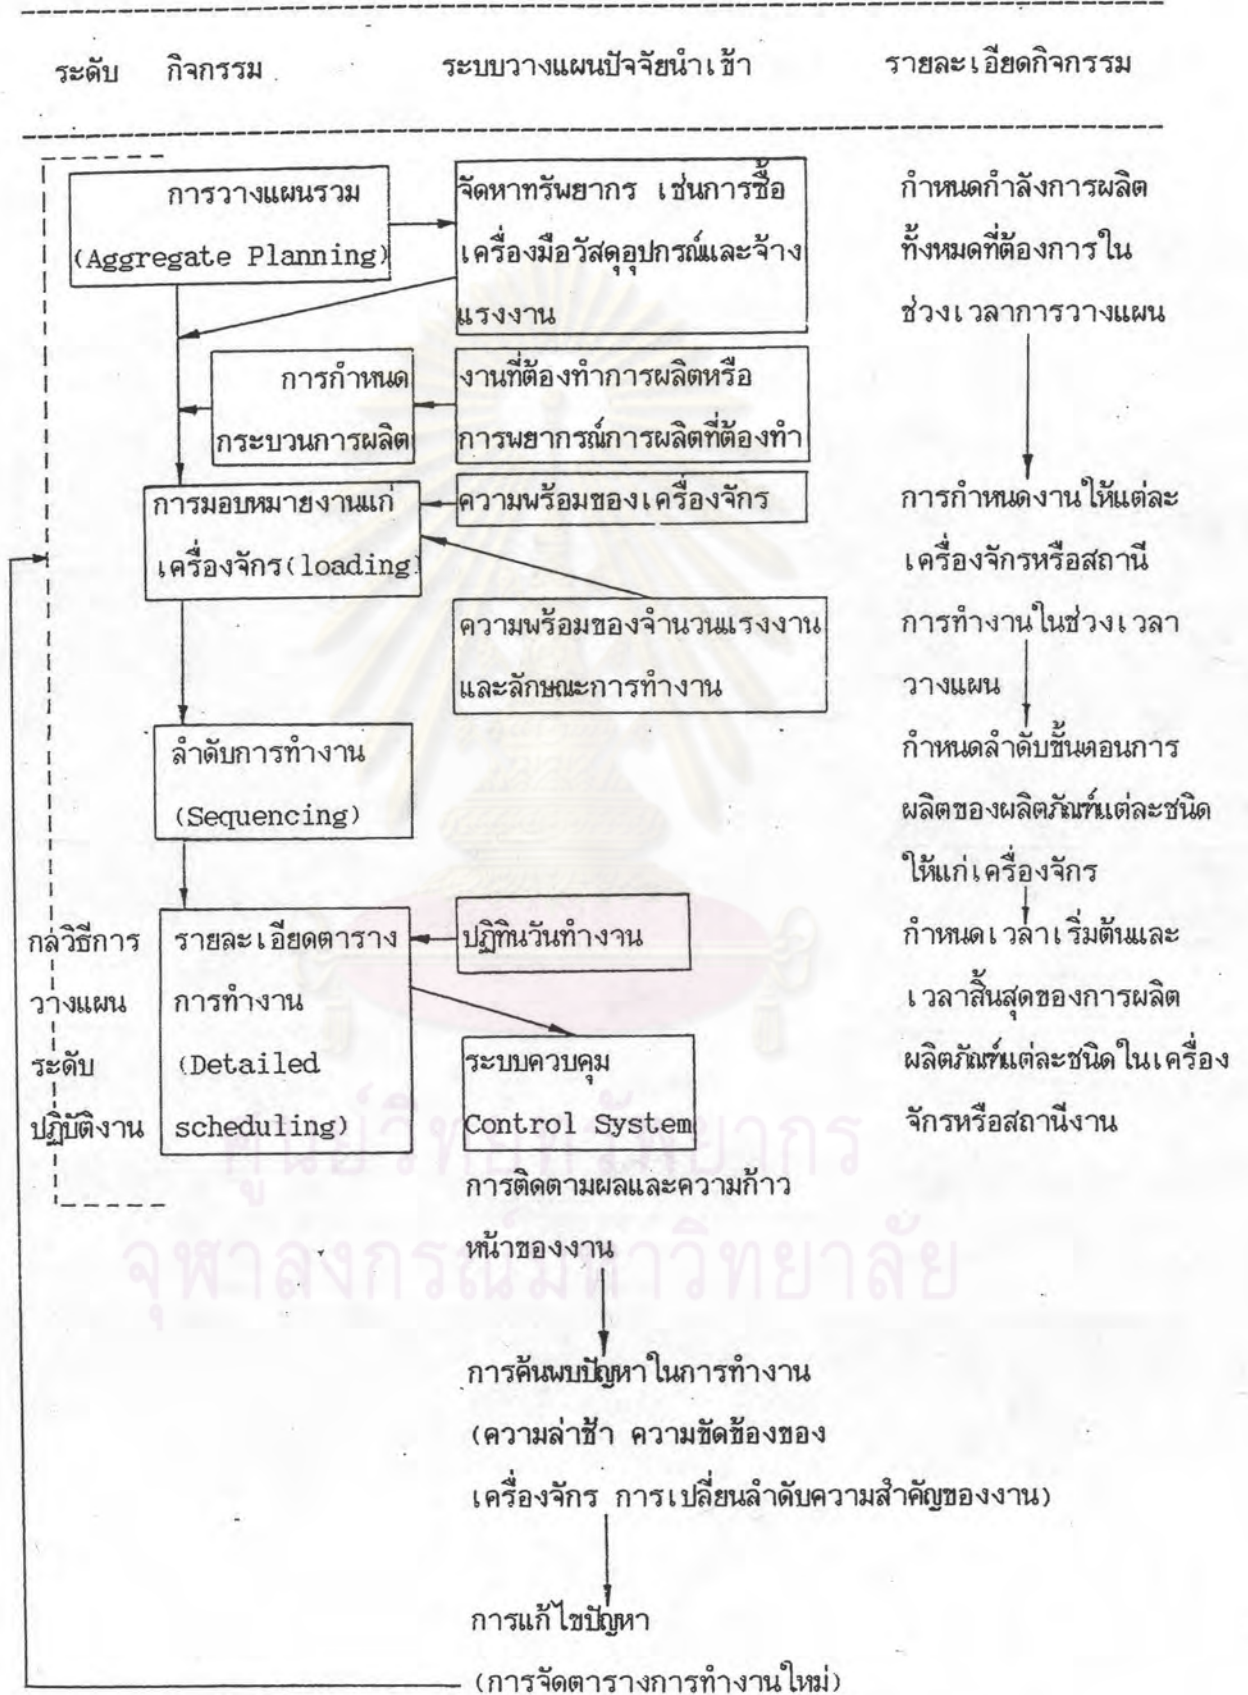 ระดับ กิจกรรม ระบบวางแผนปัจจัยนำเข้า รายละเอียดกิจกรรม
การวางแผนรวม
(Aggregate Planning)
จัดหาทรัพยากร เช่นการซื้อ
เครื่องมือวัสดุอุปกรณ์และจ้าง
แรงงาน
กำหนดกำลังการผลิต
ทั้งหมดที่ต้องการใน
ช่วงเวลาการวางแผน
การกำหนด
กระบวนการผลิต
งานที่ต้องทำการผลิตหรือ
การพยากรณ์การผลิตที่ต้องทำ
การมอบหมายงานแก่
เครื่องจักร(loading)
ความพร้อมของเครื่องจักร
การกำหนดงานให้แต่ละ
เครื่องจักรหรือสถานี
การทำงานในช่วงเวลา
วางแผน
ความพร้อมของจำนวนแรงงาน
และลักษณะการทำงาน
ลำดับการทำงาน
(Sequencing)
กำหนดลำดับขั้นตอนการ
ผลิตของผลิตภัณฑ์แต่ละชนิด
ให้แก่เครื่องจักร
กลวิธีการ
วางแผน
ระดับ
ปฏิบัติงาน
รายละเอียดตาราง
การทำงาน
(Detailed
scheduling)
ปฏิทินวันทำงาน
กำหนดเวลาเริ่มต้นและ
เวลาสิ้นสุดของการผลิต
ผลิตภัณฑ์แต่ละชนิดในเครื่อง
จักรหรือสถานีงาน
ระบบควบคุม
Control System
การติดตามผลและความก้าว
หน้าของงาน
การค้นพบปัญหาในการทำงาน
(ความล่าช้า ความขัดข้องของ
เครื่องจักร การเปลี่ยนลำดับความสำคัญของงาน)
การแก้ไขปัญหา
(การจัดตารางการทำงานใหม่)
ศูนย์วิทยทรัพยากร
จุฬาลงกรณ์มหาวิทยาลัย